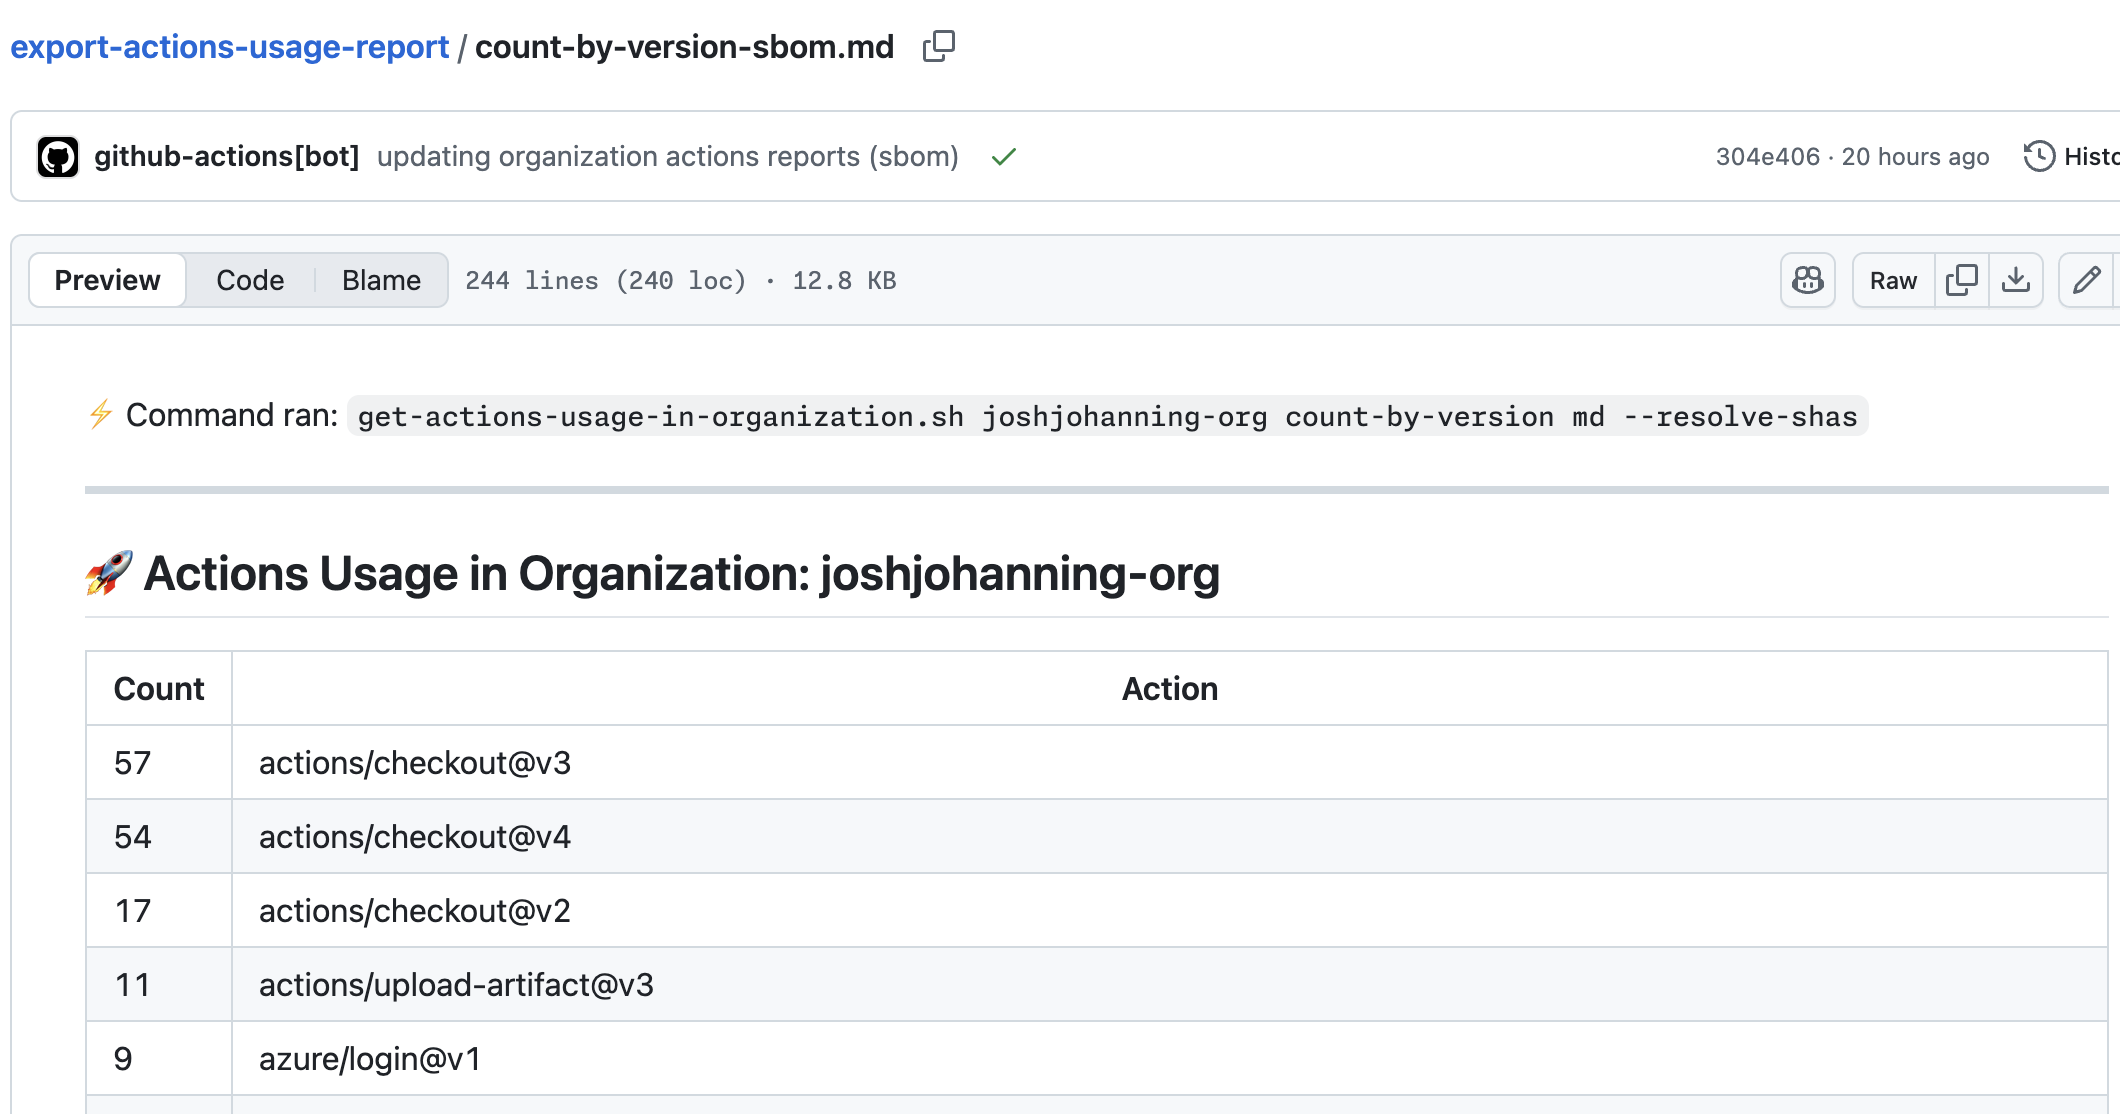 export-actions-usage-report / count-by-version-sbom.md
github-actions[bot] updating organization actions reports (sbom) 304e406 · 20 hours ago Histo
Preview Code Blame 244 lines (240 loc) · 12.8 KB Raw
⚡ Command ran: get-actions-usage-in-organization.sh joshjohanning-org count-by-version md --resolve-shas
🚀 Actions Usage in Organization: joshjohanning-org
Count Action
57 actions/checkout@v3
54 actions/checkout@v4
17 actions/checkout@v2
11 actions/upload-artifact@v3
9 azure/login@v1